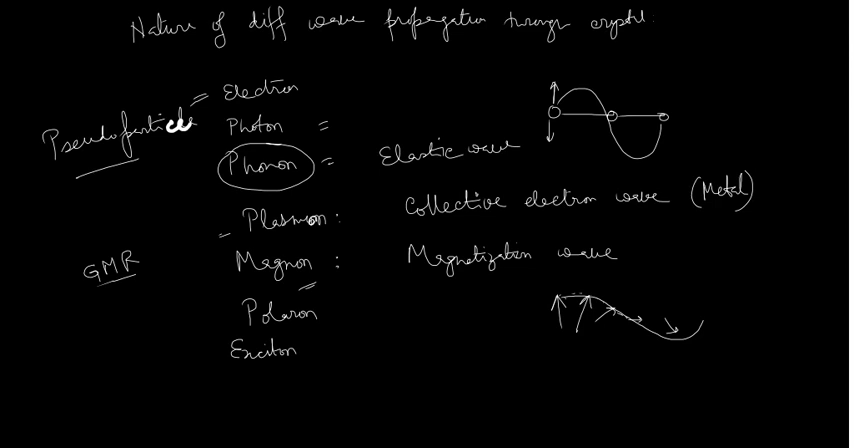 Nature of diff wave propagation through crystal:
Pseudoparticle = Electron
Photon =
Phonon = Elastic wave
Plasmon : Collective electron wave (Metal)
GMR Magnon : Magnetization wave
Polaron
Exciton